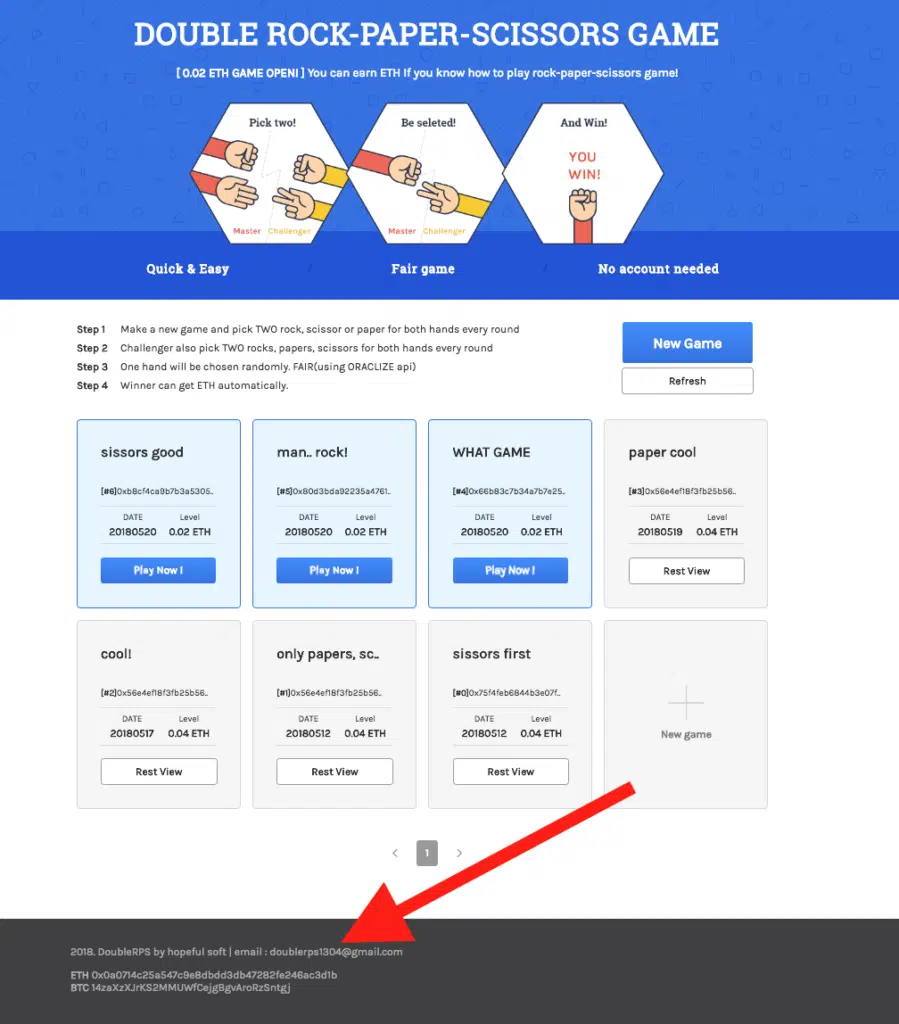 DOUBLE ROCK-PAPER-SCISSORS GAME
[ 0.02 ETH GAME OPEN! ] You can earn ETH If you know how to play rock-paper-scissors game!
Pick two!
Master Challenger
Be seleted!
Master Challenger
And Win!
YOU
WIN!
Quick & Easy / Fair game / No account needed
Step 1 Make a new game and pick TWO rock, scissor or paper for both hands every round
Step 2 Challenger also pick TWO rocks, papers, scissors for both hands every round
Step 3 One hand will be chosen randomly. FAIR(using ORACLIZE api)
Step 4 Winner can get ETH automatically.
New Game
Refresh
sissors good
[#6]0xb8cf4ca9b7b3a5305..
DATE Level
20180520 0.02 ETH
Play Now !
man.. rock!
[#5]0x80d3bda92235a4761..
DATE Level
20180520 0.02 ETH
Play Now !
WHAT GAME
[#4]0x66b83c7b34a7b7e25..
DATE Level
20180520 0.02 ETH
Play Now !
paper cool
[#3]0x56e4ef18f3fb25b56..
DATE Level
20180519 0.04 ETH
Rest View
cool!
[#2]0x56e4ef18f3fb25b56..
DATE Level
20180517 0.04 ETH
Rest View
only papers, sc..
[#1]0x56e4ef18f3fb25b56..
DATE Level
20180512 0.04 ETH
Rest View
sissors first
[#0]0x75f4feb6844b3e07f..
DATE Level
20180512 0.04 ETH
Rest View
New game
< 1 >
2018. DoubleRPS by hopeful soft | email : doublerps1304@gmail.com
ETH 0x0a0714c25a547c9e8dbdd3db47282fe246ac3d1b
BTC 14zaXzXJrKS2MMUWfCejgBgvAroRzSntgj